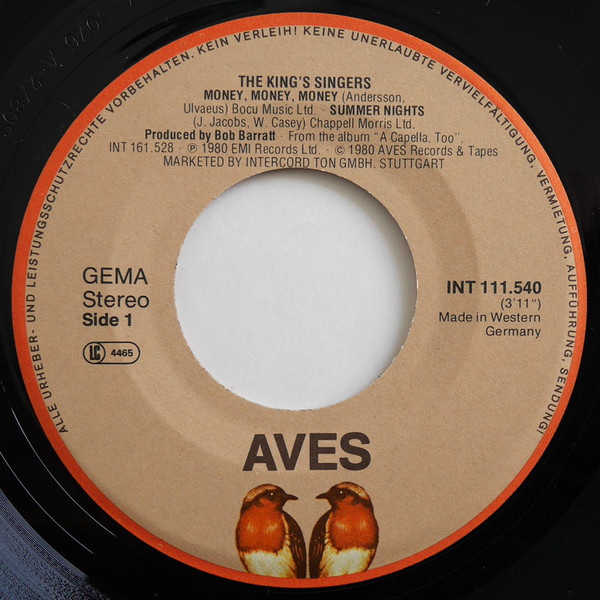 ALLE URHEBER- UND LEISTUNGSSCHUTZRECHTE VORBEHALTEN. KEIN VERLEIH! KEINE UNERLAUBTE VERVIELFÄLTIGUNG, VERMIETUNG, AUFFÜHRUNG, SENDUNG!
THE KING'S SINGERS
MONEY, MONEY, MONEY (Andersson,
Ulvaeus) Bocu Music Ltd. · SUMMER NIGHTS
(J. Jacobs, W. Casey) Chappell Morris Ltd.
Produced by Bob Barratt · From the album "A Capella, Too",
INT 161.528 · ℗ 1980 EMI Records Ltd. · © 1980 AVES Records & Tapes
MARKETED BY INTERCORD TON GMBH. STUTTGART
GEMA
Stereo
Side 1
LC 4465
INT 111.540
(3'11")
Made in Western
Germany
AVES